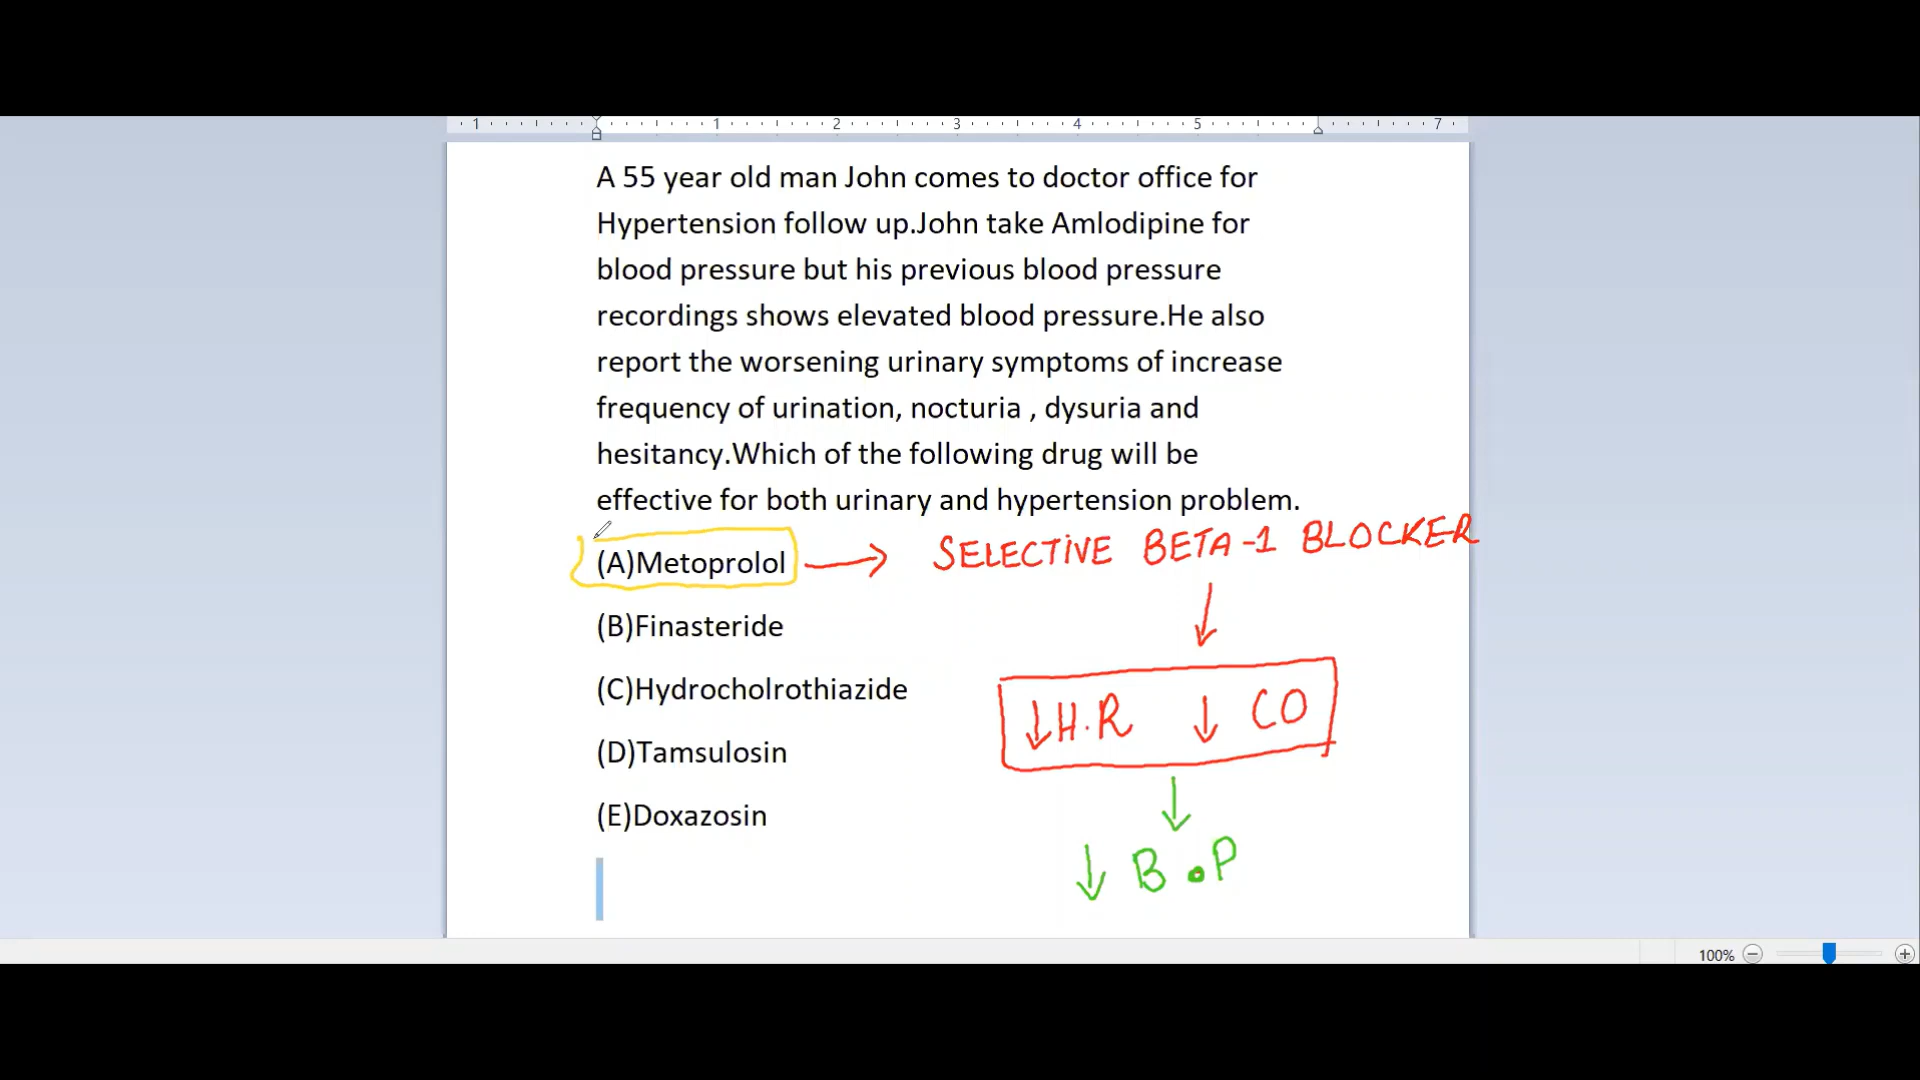 1 1 2 3 4 5 7
A 55 year old man John comes to doctor office for
Hypertension follow up.John take Amlodipine for
blood pressure but his previous blood pressure
recordings shows elevated blood pressure.He also
report the worsening urinary symptoms of increase
frequency of urination, nocturia , dysuria and
hesitancy.Which of the following drug will be
effective for both urinary and hypertension problem.
(A)Metoprolol → SELECTIVE BETA-1 BLOCKER
(B)Finasteride
(C)Hydrocholrothiazide
↓H.R ↓ CO
(D)Tamsulosin
(E)Doxazosin
↓ B.P
100%